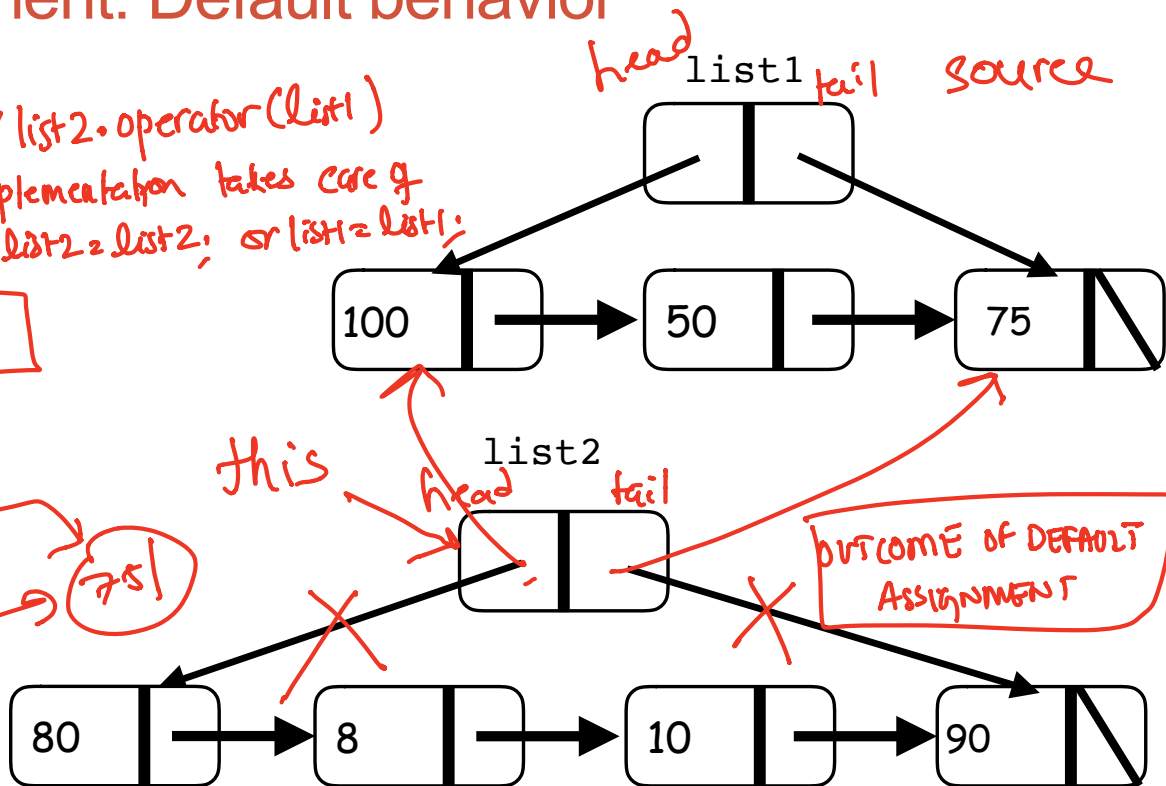 ment: Default behavior
head list1 tail source
list2.operator(list1)
plementation takes care of
list2=list2; or list1=list1;
100 50 75
this
list2
head tail
75
OUTCOME OF DEFAULT
ASSIGNMENT
80 8 10 90